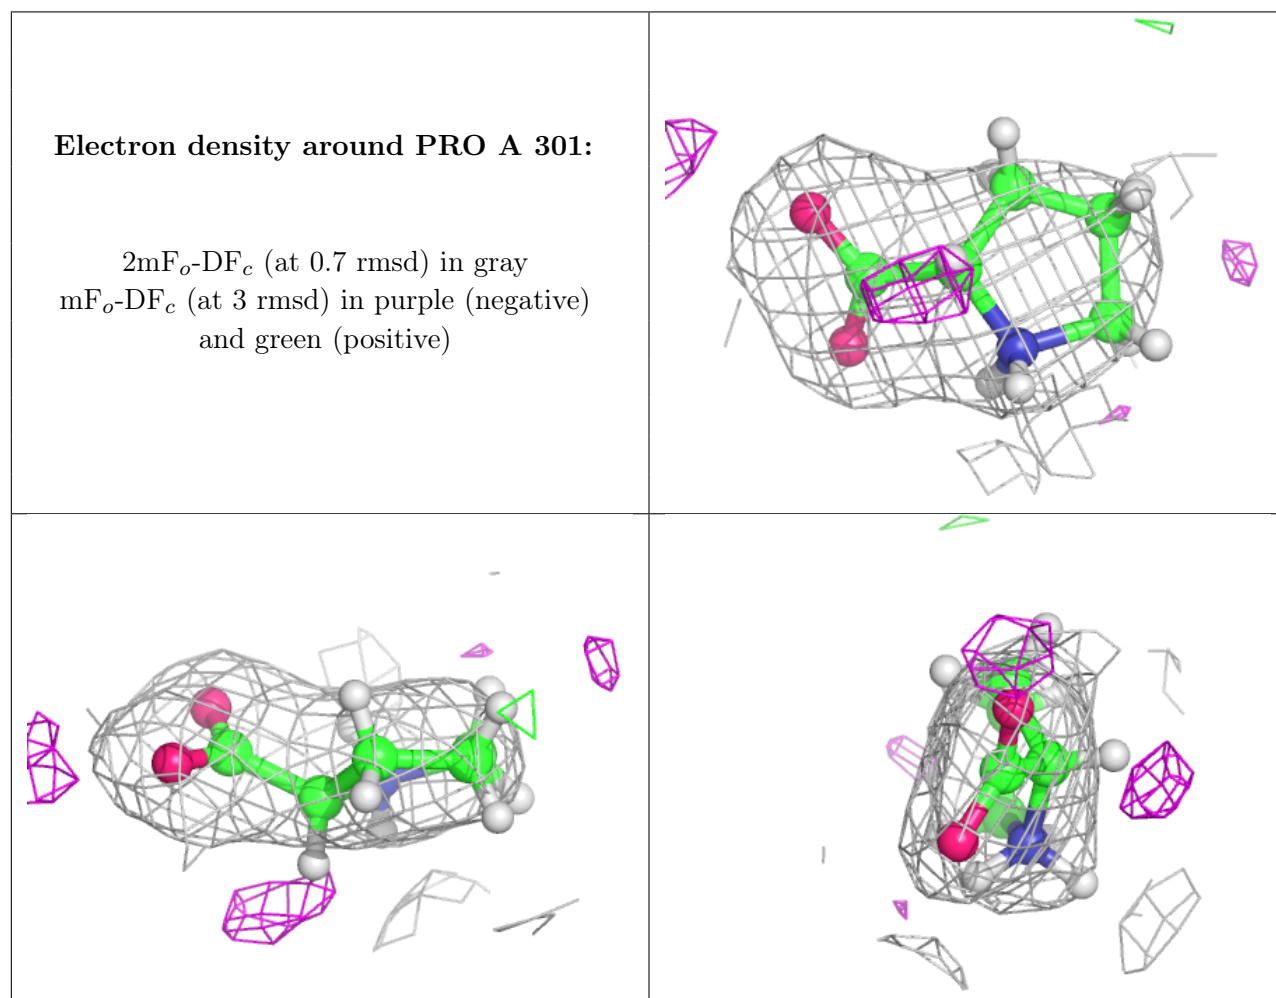 Electron density around PRO A 301:
2mFo-DFc (at 0.7 rmsd) in gray
mFo-DFc (at 3 rmsd) in purple (negative)
and green (positive)